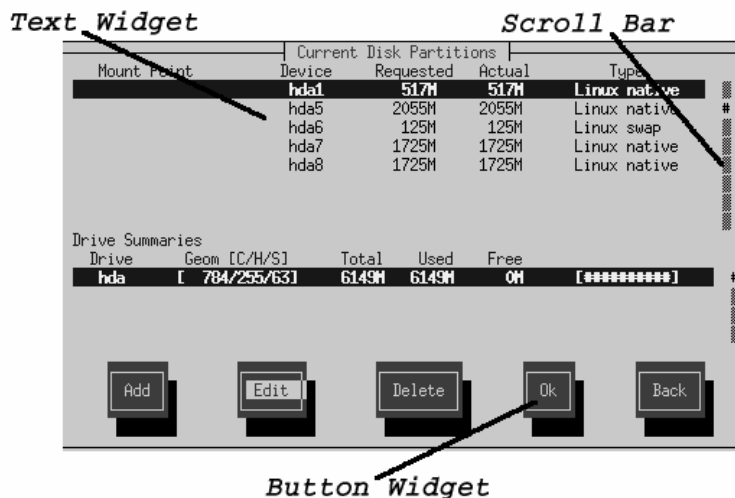 Text Widget
Scroll Bar
Current Disk Partitions
Mount Point Device Requested Actual Type
hda1 517M 517M Linux native
hda5 2055M 2055M Linux native #
hda6 125M 125M Linux swap
hda7 1725M 1725M Linux native
hda8 1725M 1725M Linux native
Drive Summaries
Drive Geom [C/H/S] Total Used Free
hda [ 784/255/63] 6149M 6149M 0M [##########] #
Add Edit Delete Ok Back
Button Widget